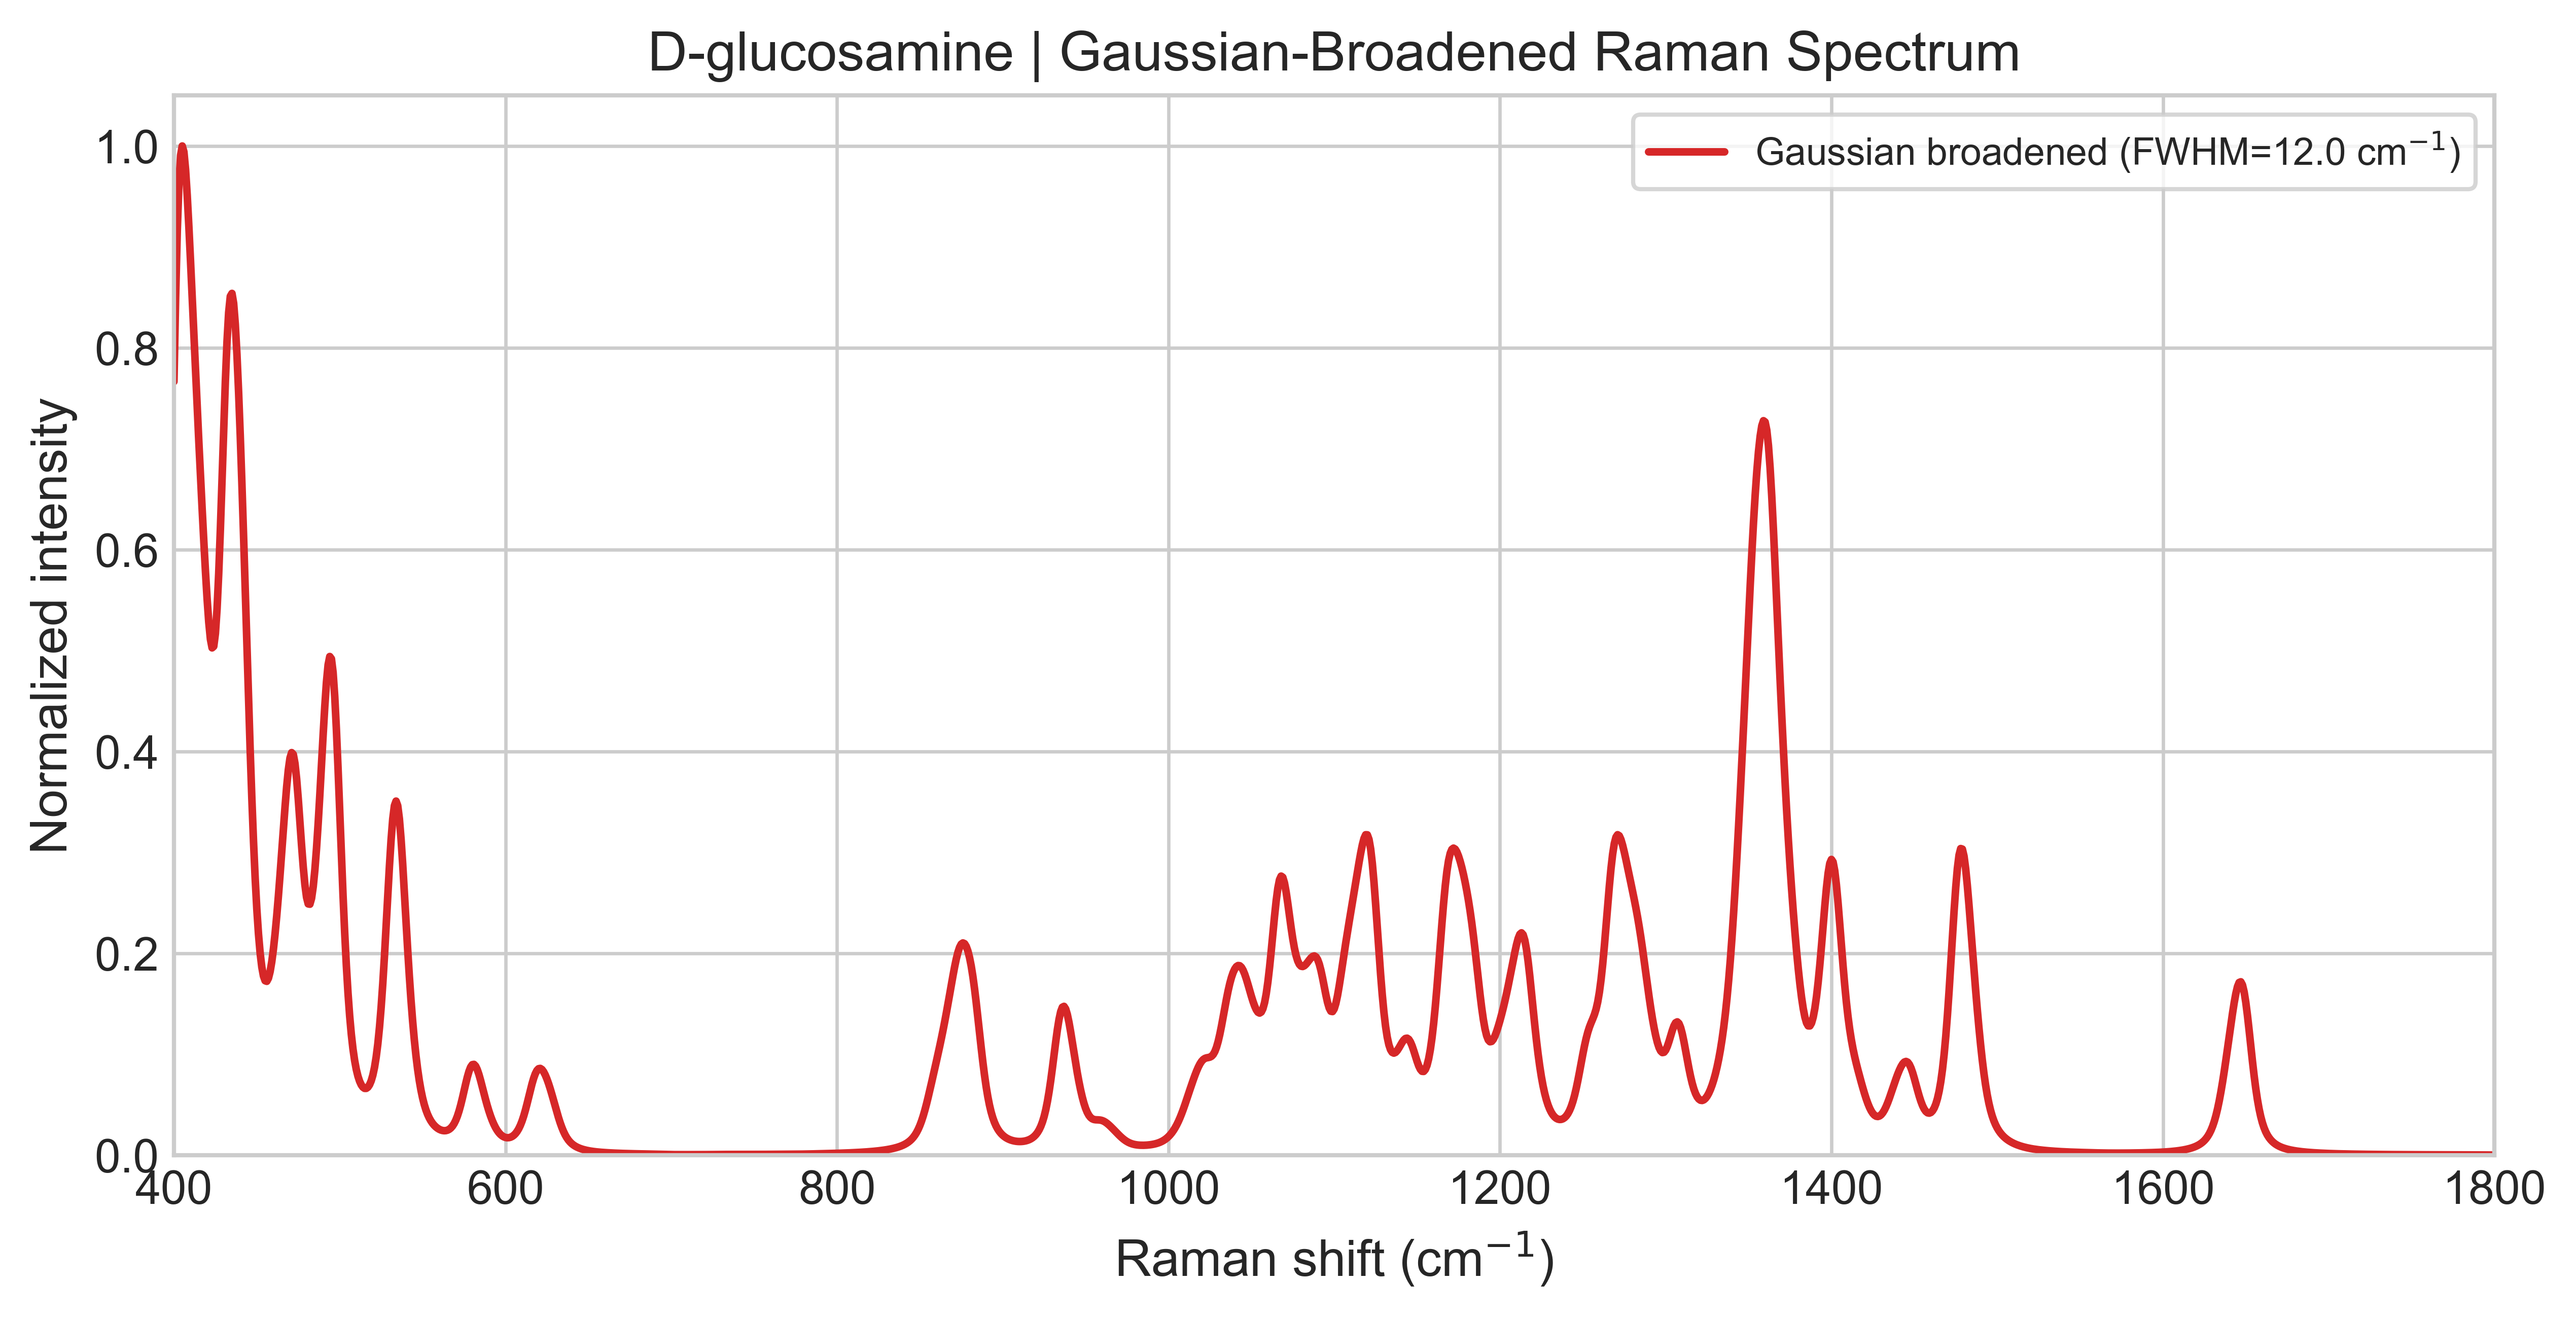 D-glucosamine | Gaussian-Broadened Raman Spectrum
Gaussian broadened (FWHM=12.0 cm⁻¹)
Normalized intensity
1.0
0.8
0.6
0.4
0.2
0.0
400 600 800 1000 1200 1400 1600 1800
Raman shift (cm⁻¹)